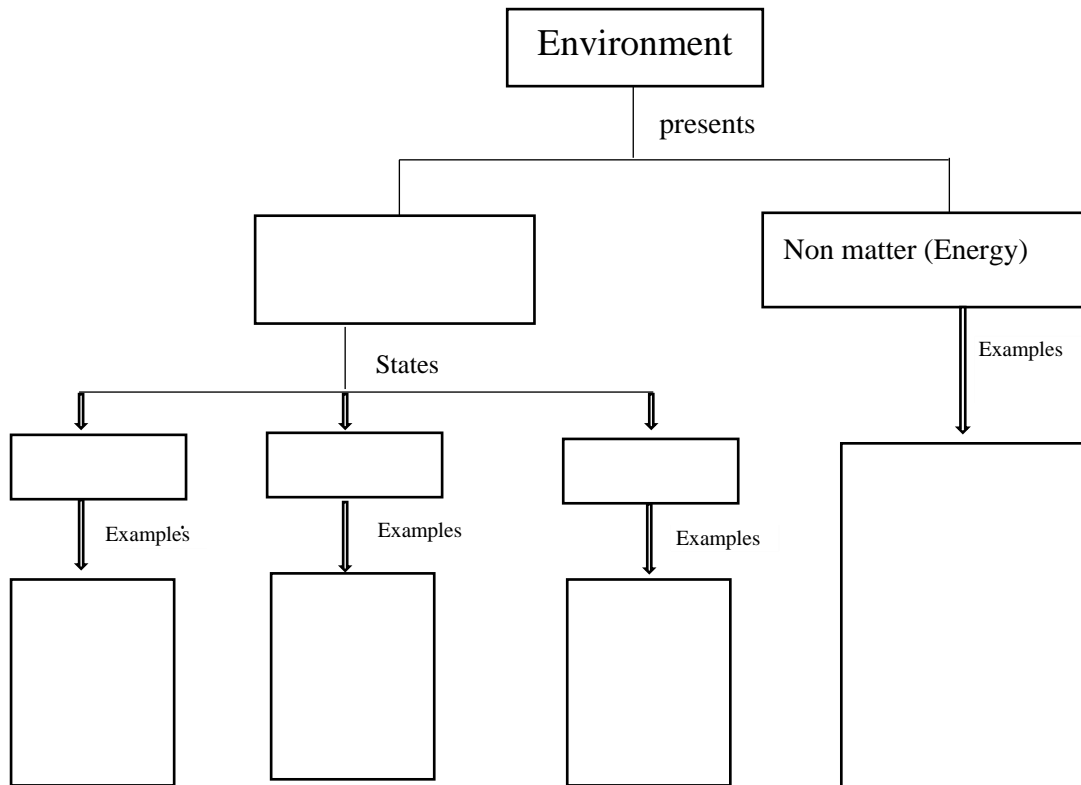 Environment
presents
Non matter (Energy)
Examples
States
Examples
Examples
Examples